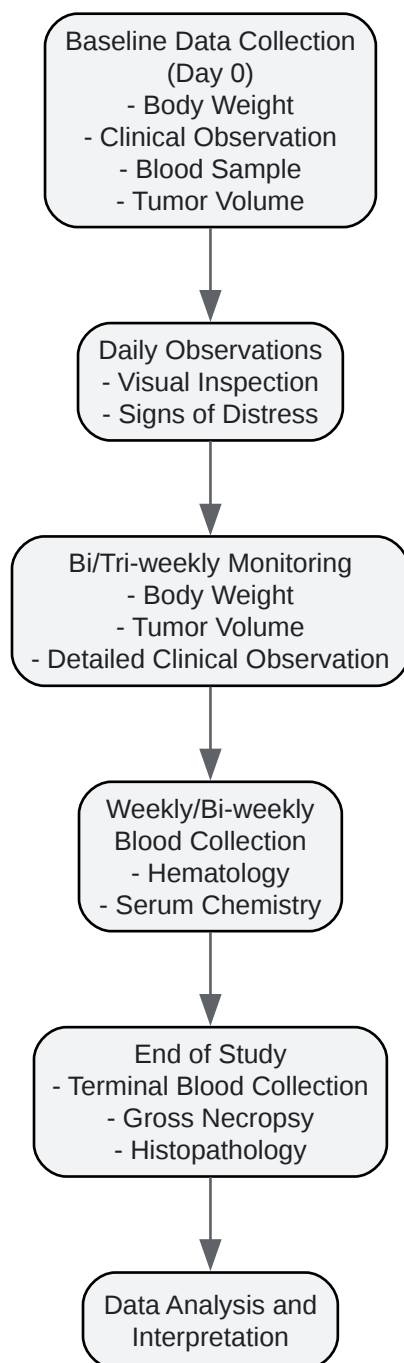 Baseline Data Collection
(Day 0)
- Body Weight
- Clinical Observation
- Blood Sample
- Tumor Volume
Daily Observations
- Visual Inspection
- Signs of Distress
Bi/Tri-weekly Monitoring
- Body Weight
- Tumor Volume
- Detailed Clinical Observation
Weekly/Bi-weekly
Blood Collection
- Hematology
- Serum Chemistry
End of Study
- Terminal Blood Collection
- Gross Necropsy
- Histopathology
Data Analysis and
Interpretation